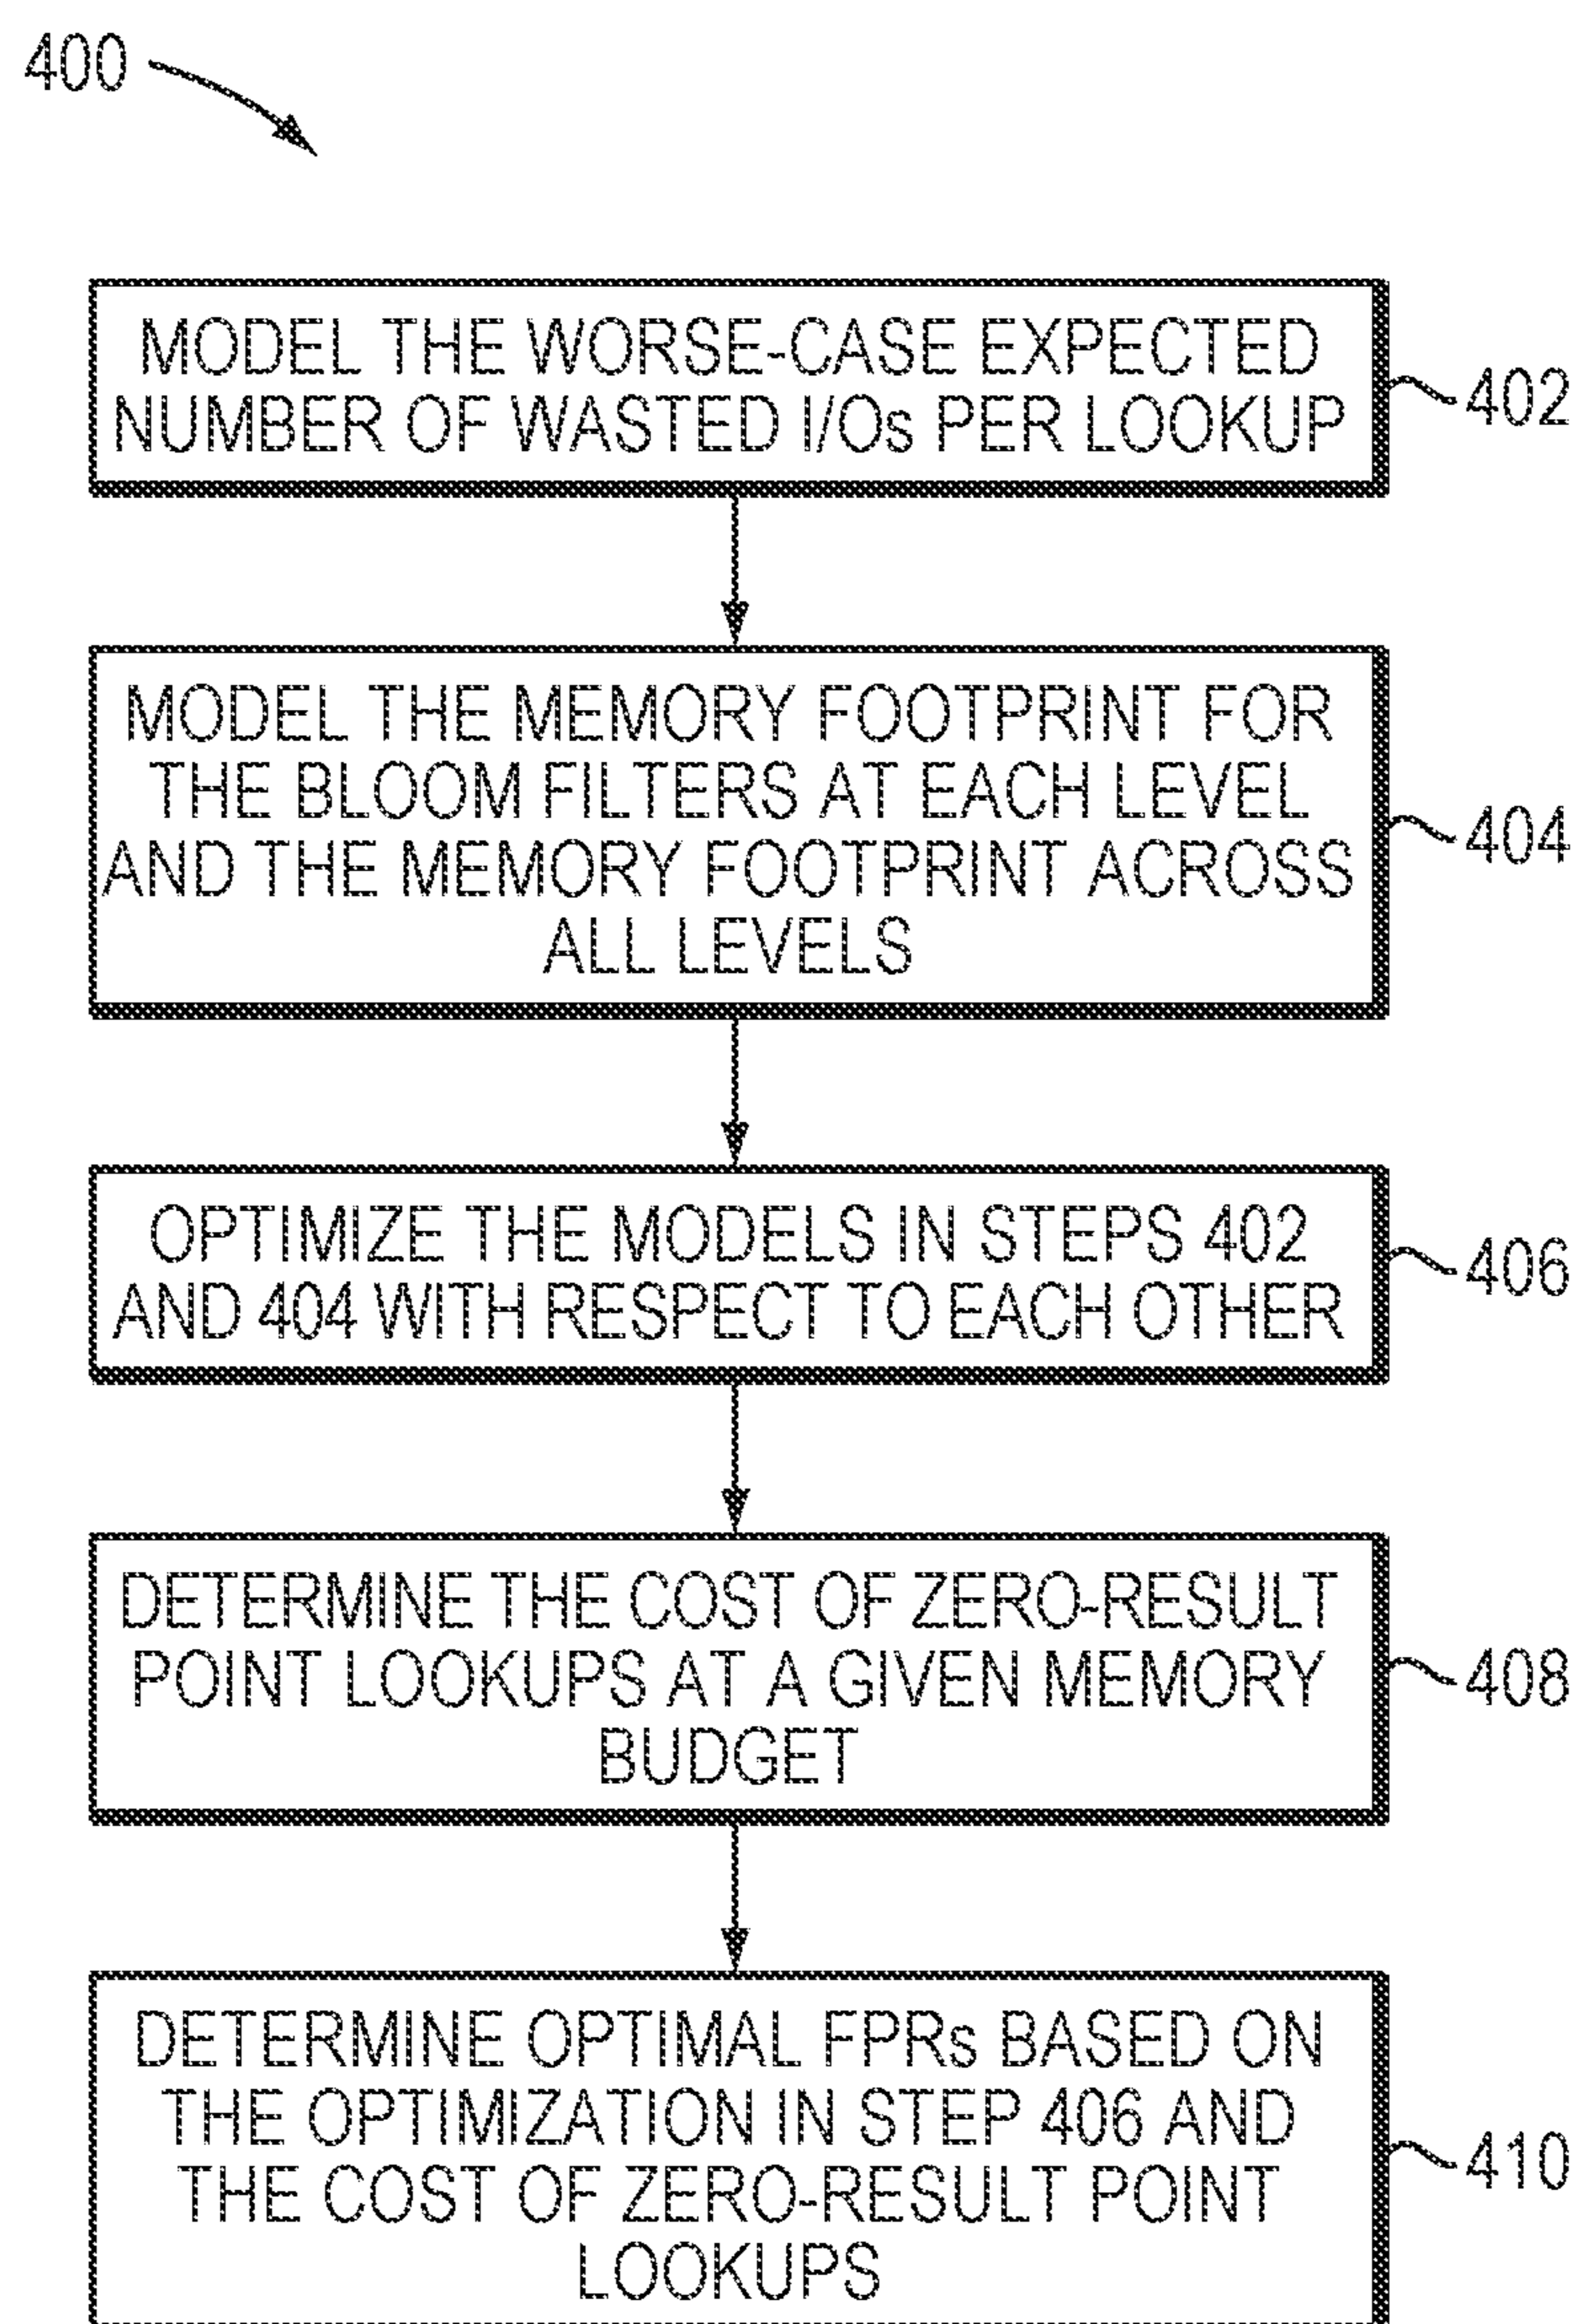 400
MODEL THE WORSE-CASE EXPECTED
NUMBER OF WASTED I/Os PER LOOKUP
402
MODEL THE MEMORY FOOTPRINT FOR
THE BLOOM FILTERS AT EACH LEVEL
AND THE MEMORY FOOTPRINT ACROSS
ALL LEVELS
404
OPTIMIZE THE MODELS IN STEPS 402
AND 404 WITH RESPECT TO EACH OTHER
406
DETERMINE THE COST OF ZERO-RESULT
POINT LOOKUPS AT A GIVEN MEMORY
BUDGET
408
DETERMINE OPTIMAL FPRs BASED ON
THE OPTIMIZATION IN STEP 406 AND
THE COST OF ZERO-RESULT POINT
LOOKUPS
410